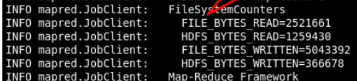 INFO mapred.JobClient:   FileSystemCounters
INFO mapred.JobClient:     FILE_BYTES_READ=2521661
INFO mapred.JobClient:     HDFS_BYTES_READ=1259430
INFO mapred.JobClient:     FILE_BYTES_WRITTEN=5043392
INFO mapred.JobClient:     HDFS_BYTES_WRITTEN=366678
INFO mapred.JobClient:   Map-Reduce Framework